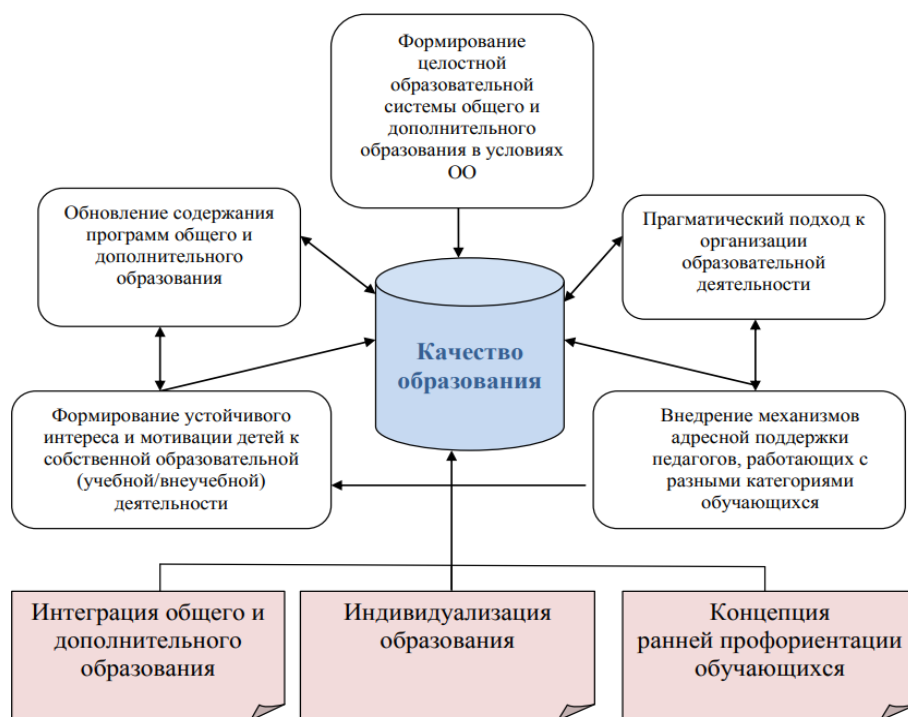 Формирование
целостной
образовательной
системы общего и
дополнительного
образования в условиях
ОО
Обновление содержания
программ общего и
дополнительного
образования
Прагматический подход к
организации
образовательной
деятельности
Качество
образования
Формирование устойчивого
интереса и мотивации детей к
собственной образовательной
(учебной/внеучебной)
деятельности
Внедрение механизмов
адресной поддержки
педагогов, работающих с
разными категориями
обучающихся
Интеграция общего и
дополнительного
образования
Индивидуализация
образования
Концепция
ранней профориентации
обучающихся